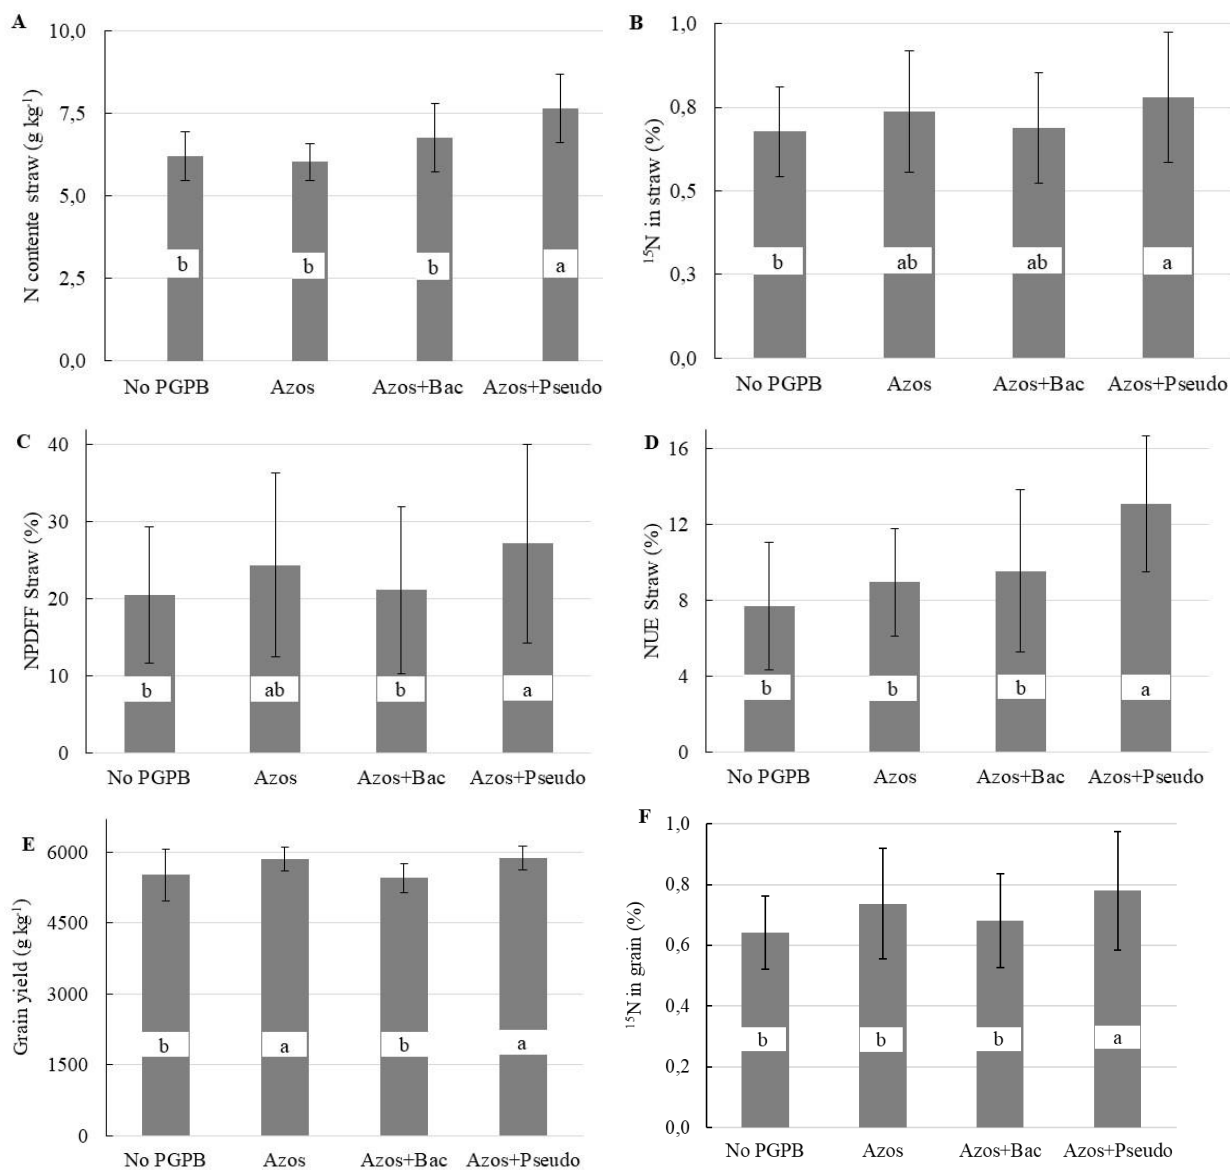 A
N contente straw (g kg⁻¹)
10,0
7,5
5,0
2,5
0,0
b
b
b
a
No PGPB
Azos
Azos+Bac
Azos+Pseudo
B
¹⁵N in straw (%)
1,0
0,8
0,5
0,3
0,0
b
ab
ab
a
No PGPB
Azos
Azos+Bac
Azos+Pseudo
C
NPDFF Straw (%)
40
30
20
10
0
b
ab
b
a
No PGPB
Azos
Azos+Bac
Azos+Pseudo
D
NUE Straw (%)
16
12
8
4
0
b
b
b
a
No PGPB
Azos
Azos+Bac
Azos+Pseudo
E
Grain yield (g kg⁻¹)
6000
4500
3000
1500
0
b
a
b
a
No PGPB
Azos
Azos+Bac
Azos+Pseudo
F
¹⁵N in grain (%)
1,0
0,8
0,6
0,4
0,2
0,0
b
b
b
a
No PGPB
Azos
Azos+Bac
Azos+Pseudo